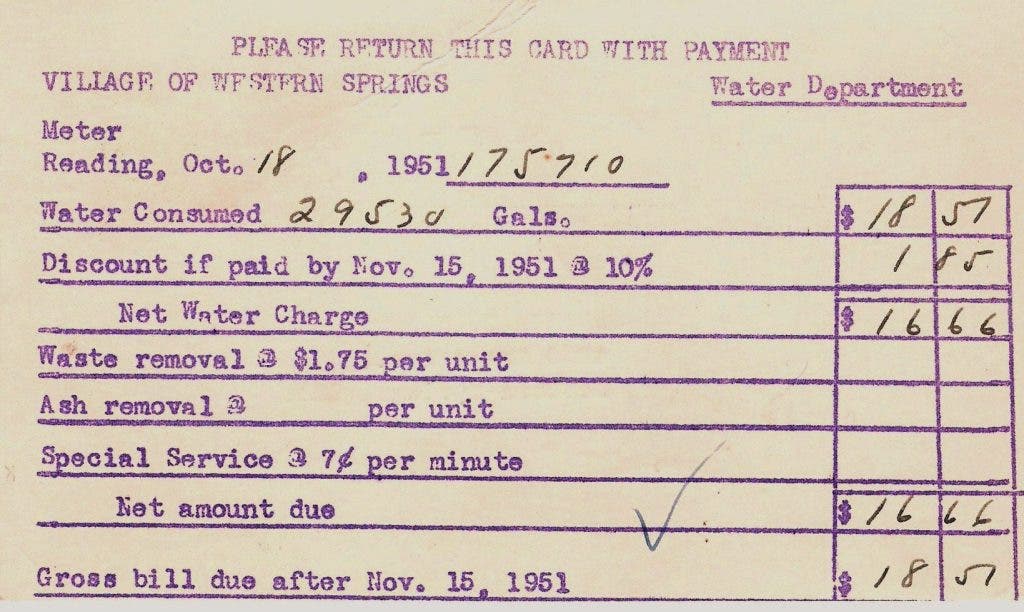 PLEASE RETURN THIS CARD WITH PAYMENT
VILLAGE OF WESTERN SPRINGS Water Department
Meter
Reading, Oct. 18 , 1951 175710
Water Consumed 29530 Gals. $ 18 51
Discount if paid by Nov. 15, 1951 @ 10% 1 85
Net Water Charge $ 16 66
Waste removal @ $1.75 per unit
Ash removal @ per unit
Special Service @ 7¢ per minute
Net amount due $ 16 66
Gross bill due after Nov. 15, 1951 $ 18 51